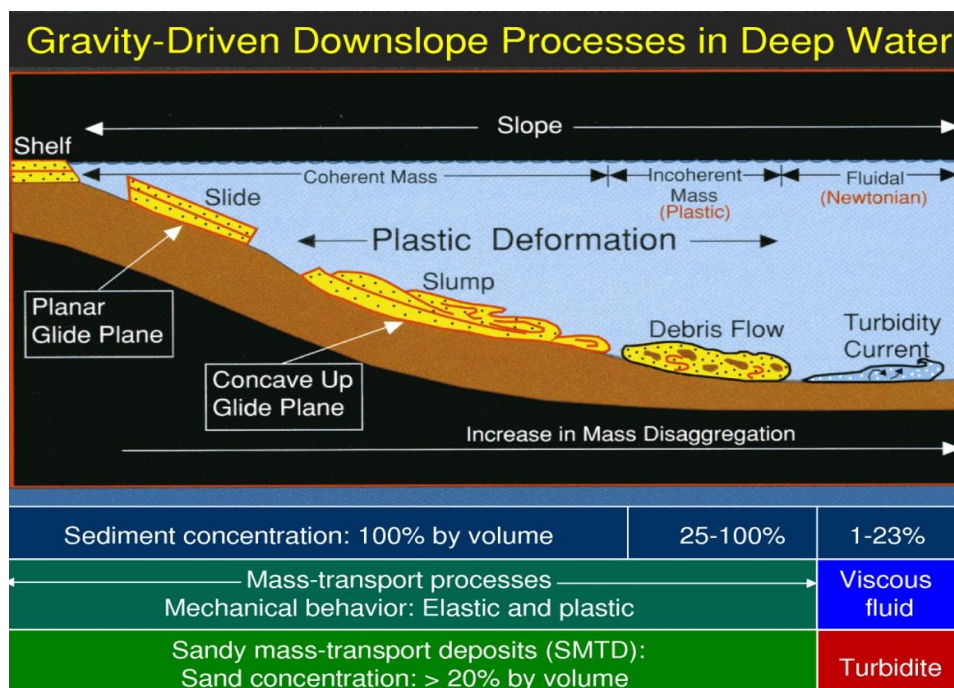 Gravity-Driven Downslope Processes in Deep Water
Slope
Shelf
Coherent Mass
Incoherent
Mass
(Plastic)
Fluidal
(Newtonian)
Slide
Plastic Deformation
Slump
Planar
Glide Plane
Debris Flow
Turbidity
Current
Concave Up
Glide Plane
Increase in Mass Disaggregation
Sediment concentration: 100% by volume
25-100%
1-23%
Mass-transport processes
Mechanical behavior: Elastic and plastic
Viscous
fluid
Sandy mass-transport deposits (SMTD):
Sand concentration: > 20% by volume
Turbidite